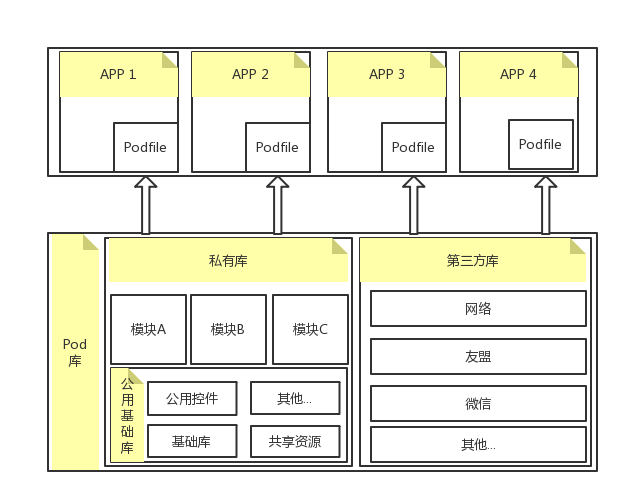 APP 1
APP 2
APP 3
APP 4
Podfile
Podfile
Podfile
Podfile
Pod
库
私有库
模块A
模块B
模块C
公用基础库
公用控件
其他...
基础库
共享资源
第三方库
网络
友盟
微信
其他...